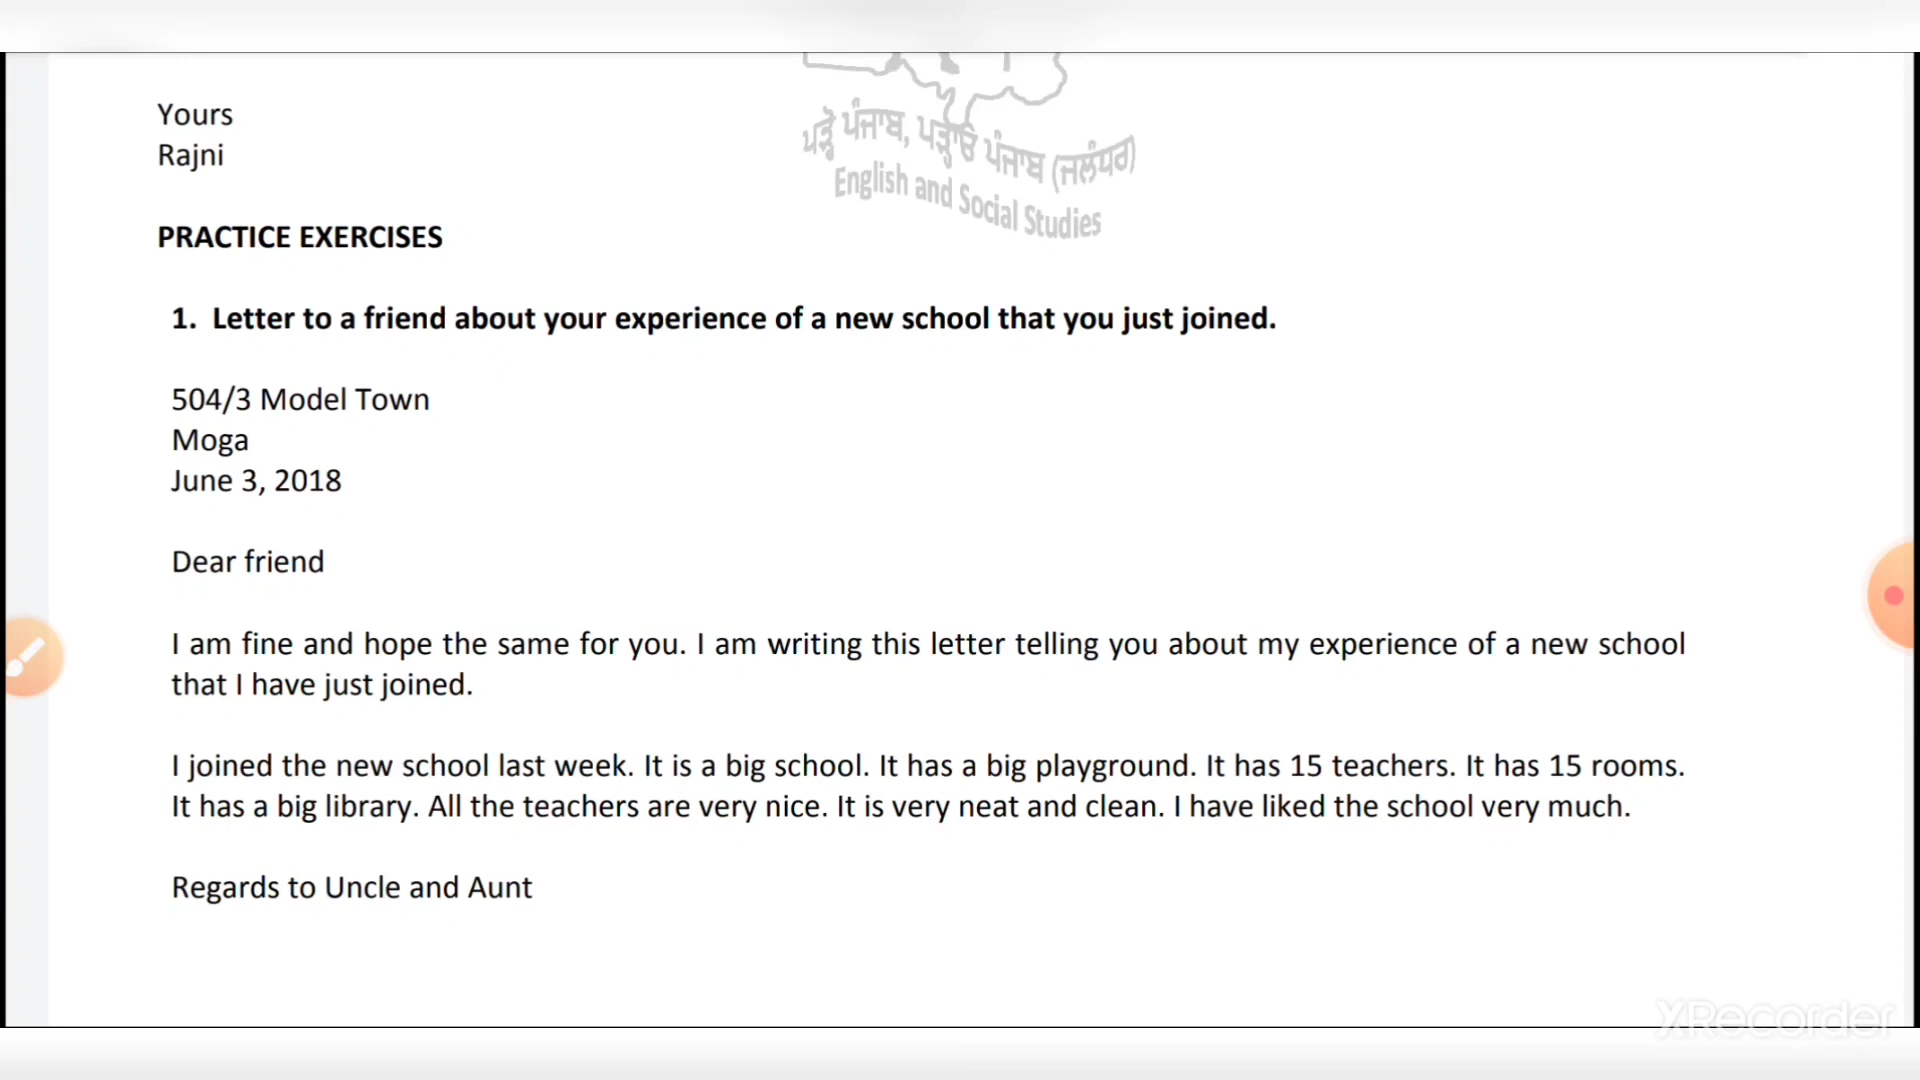 Yours
Rajni
ਪੜ੍ਹੋ ਪੰਜਾਬ, ਪੜ੍ਹਾਓ ਪੰਜਾਬ (ਜਲੰਧਰ)
English and Social Studies
PRACTICE EXERCISES
1. Letter to a friend about your experience of a new school that you just joined.
504/3 Model Town
Moga
June 3, 2018
Dear friend
I am fine and hope the same for you. I am writing this letter telling you about my experience of a new school
that I have just joined.
I joined the new school last week. It is a big school. It has a big playground. It has 15 teachers. It has 15 rooms.
It has a big library. All the teachers are very nice. It is very neat and clean. I have liked the school very much.
Regards to Uncle and Aunt
XRecorder